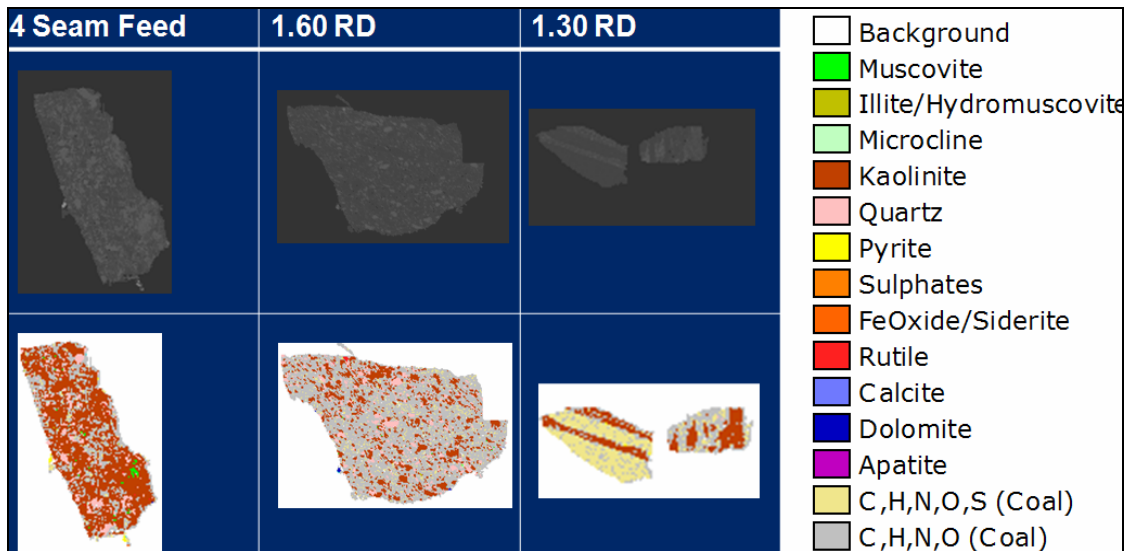 4 Seam Feed
1.60 RD
1.30 RD
Background
Muscovite
Illite/Hydromuscovite
Microcline
Kaolinite
Quartz
Pyrite
Sulphates
FeOxide/Siderite
Rutile
Calcite
Dolomite
Apatite
C,H,N,O,S (Coal)
C,H,N,O (Coal)